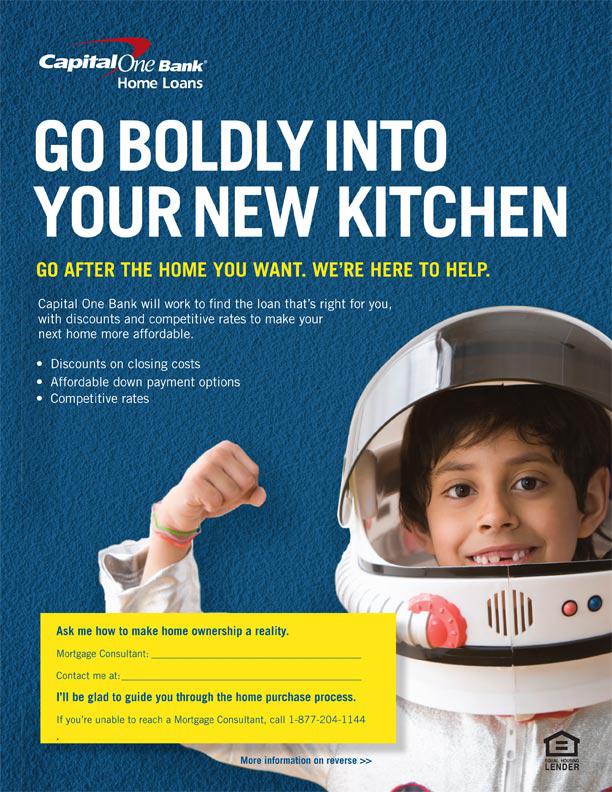 Capital One Bank®
Home Loans
GO BOLDLY INTO
YOUR NEW KITCHEN
GO AFTER THE HOME YOU WANT. WE'RE HERE TO HELP.
Capital One Bank will work to find the loan that's right for you,
with discounts and competitive rates to make your
next home more affordable.
• Discounts on closing costs
• Affordable down payment options
• Competitive rates
Ask me how to make home ownership a reality.
Mortgage Consultant:
Contact me at:
I'll be glad to guide you through the home purchase process.
If you're unable to reach a Mortgage Consultant, call 1-877-204-1144
.
More information on reverse >>
EQUAL HOUSING
LENDER